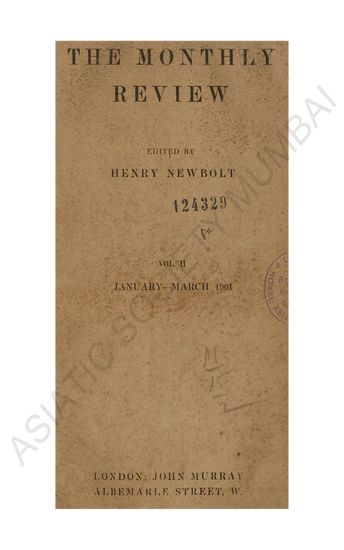 THE MONTHLY
REVIEW
EDITED BY
HENRY NEWBOLT
124329
VOL. II
JANUARY—MARCH 1901
LONDON: JOHN MURRAY
ALBEMARLE STREET, W.
ASIATIC SOCIETY MUMBAI